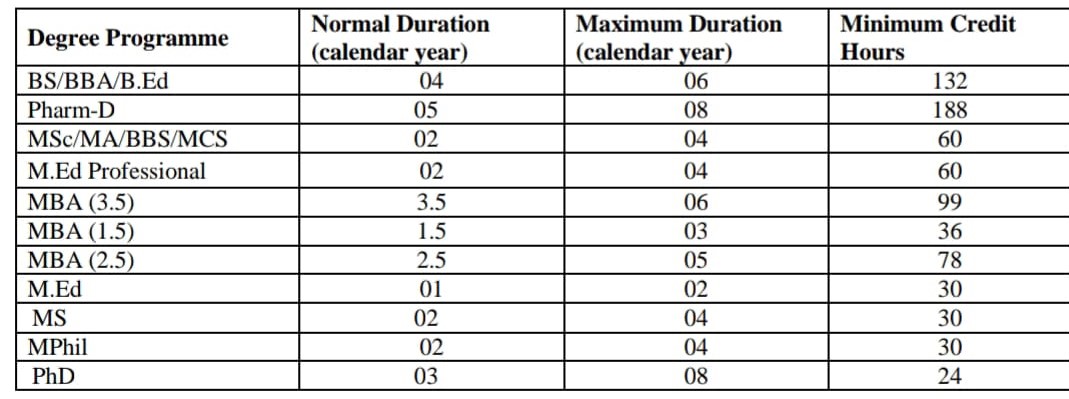 Degree Programme Normal Duration (calendar year) Maximum Duration (calendar year) Minimum Credit Hours
BS/BBA/B.Ed 04 06 132
Pharm-D 05 08 188
MSc/MA/BBS/MCS 02 04 60
M.Ed Professional 02 04 60
MBA (3.5) 3.5 06 99
MBA (1.5) 1.5 03 36
MBA (2.5) 2.5 05 78
M.Ed 01 02 30
MS 02 04 30
MPhil 02 04 30
PhD 03 08 24